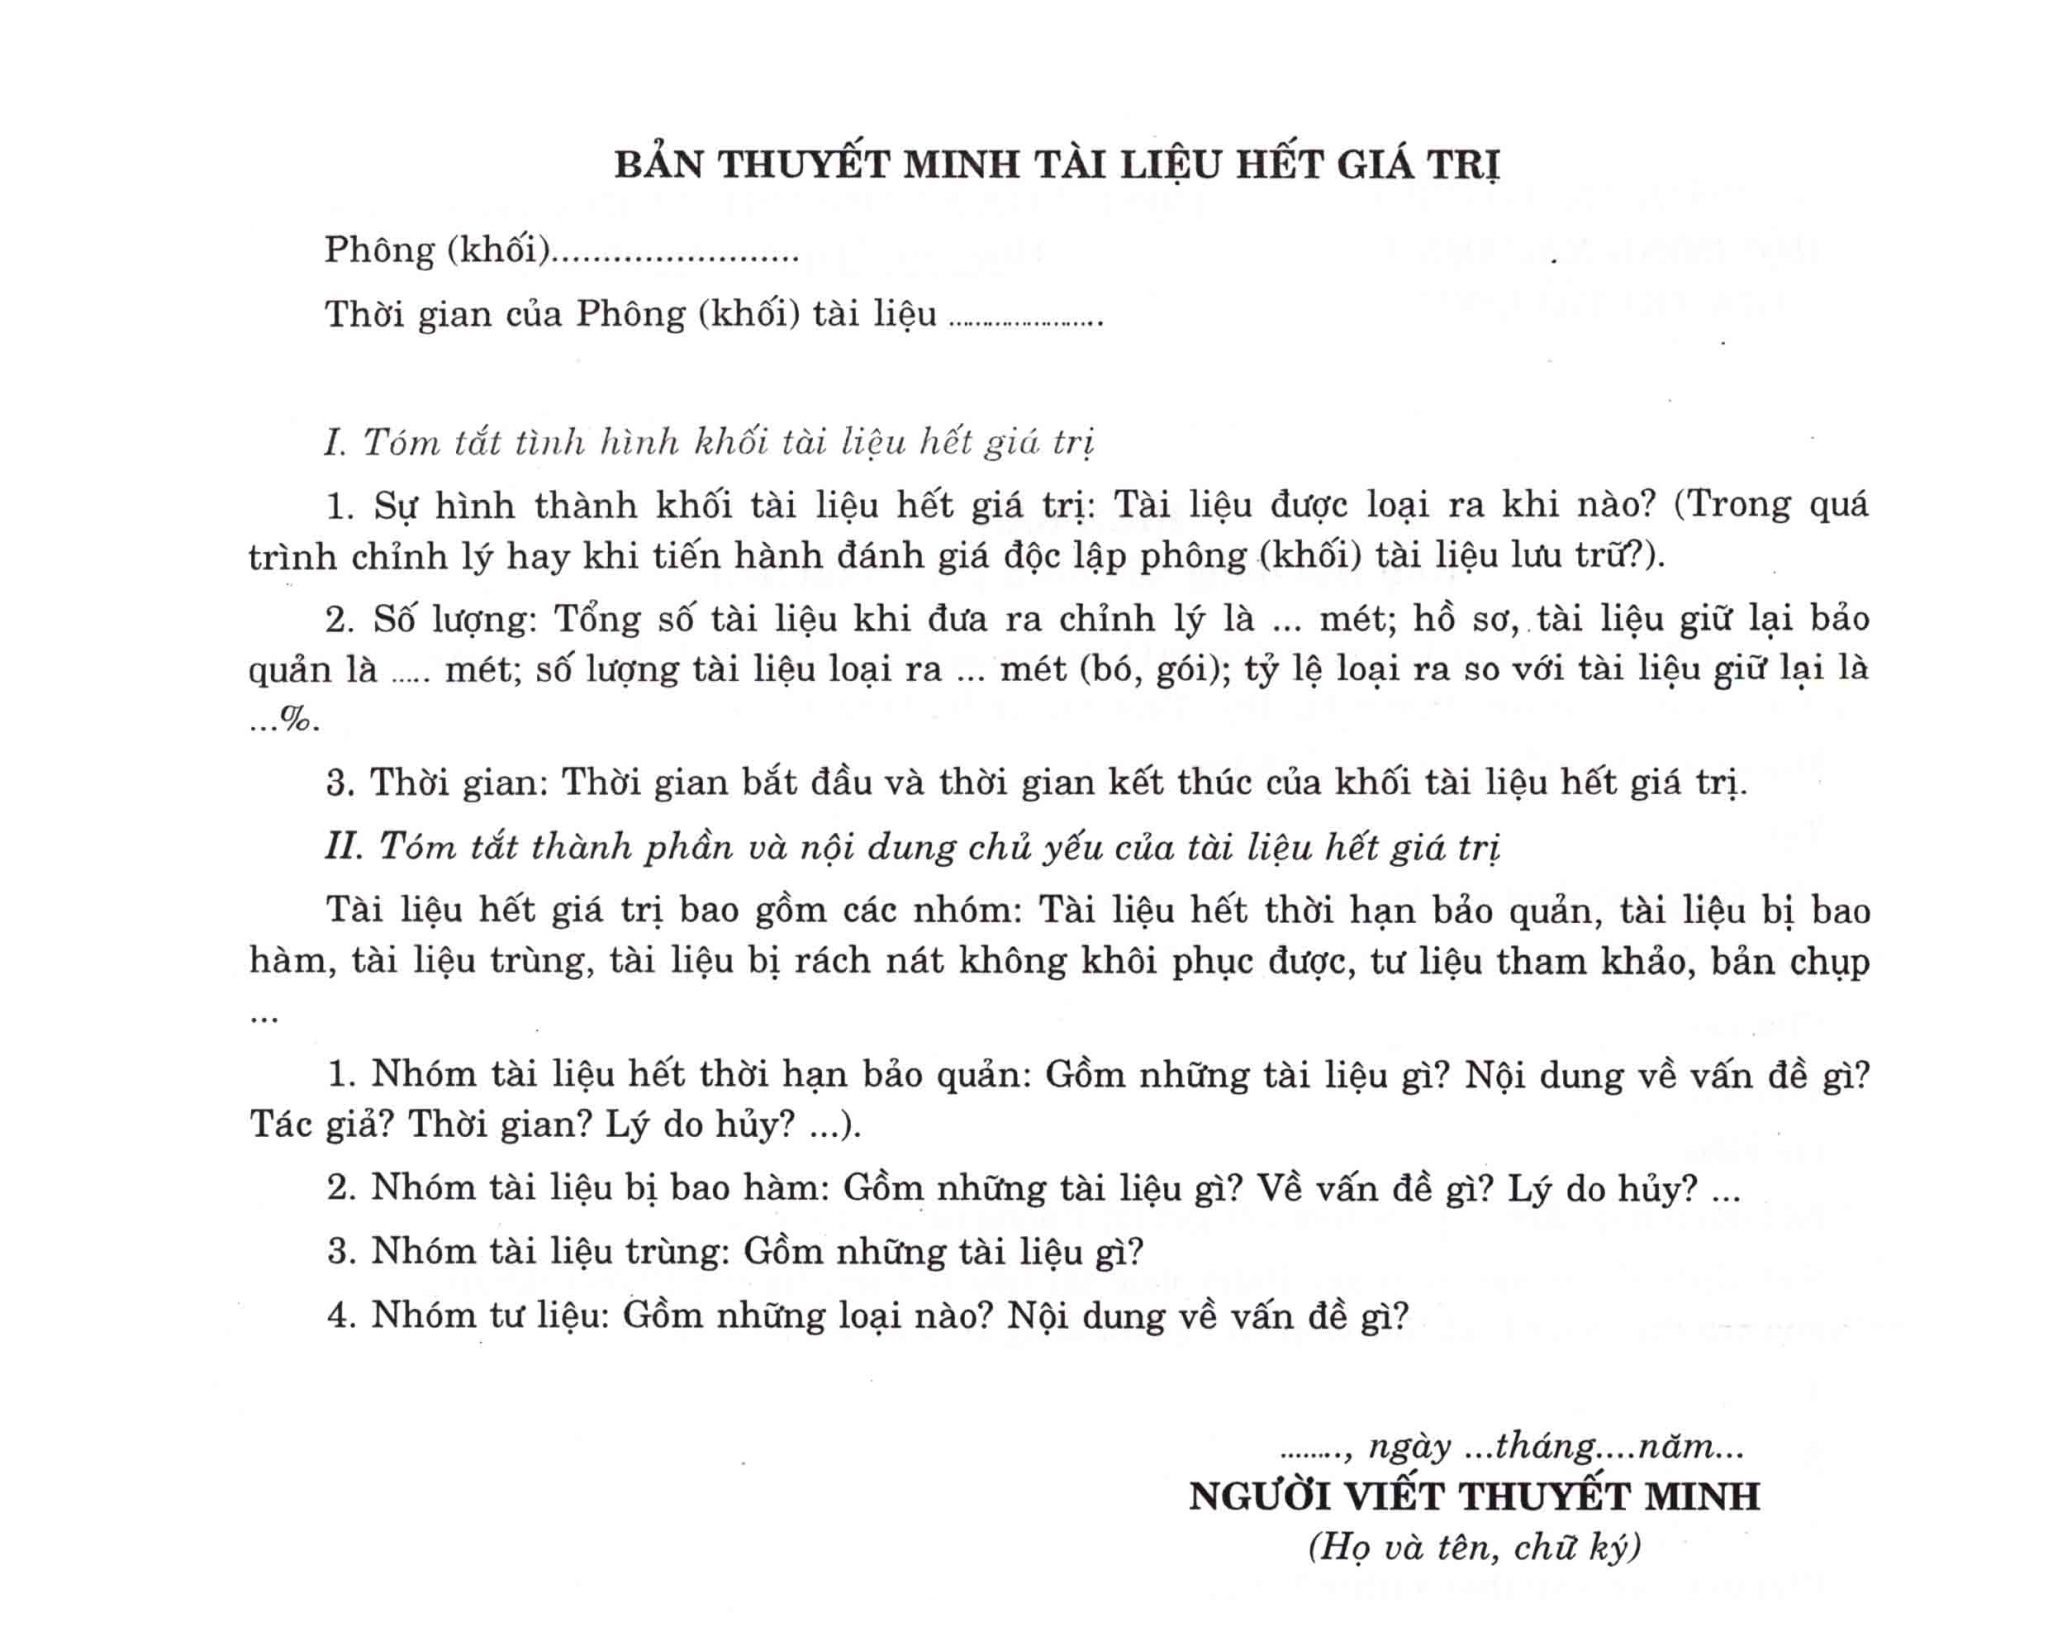 BẢN THUYẾT MINH TÀI LIỆU HẾT GIÁ TRỊ
Phông (khối)........................
Thời gian của Phông (khối) tài liệu .....................
I. Tóm tắt tình hình khối tài liệu hết giá trị
1. Sự hình thành khối tài liệu hết giá trị: Tài liệu được loại ra khi nào? (Trong quá
trình chỉnh lý hay khi tiến hành đánh giá độc lập phông (khối) tài liệu lưu trữ?).
2. Số lượng: Tổng số tài liệu khi đưa ra chỉnh lý là ... mét; hồ sơ, tài liệu giữ lại bảo
quản là ..... mét; số lượng tài liệu loại ra ... mét (bó, gói); tỷ lệ loại ra so với tài liệu giữ lại là
...%.
3. Thời gian: Thời gian bắt đầu và thời gian kết thúc của khối tài liệu hết giá trị.
II. Tóm tắt thành phần và nội dung chủ yếu của tài liệu hết giá trị
Tài liệu hết giá trị bao gồm các nhóm: Tài liệu hết thời hạn bảo quản, tài liệu bị bao
hàm, tài liệu trùng, tài liệu bị rách nát không khôi phục được, tư liệu tham khảo, bản chụp
...
1. Nhóm tài liệu hết thời hạn bảo quản: Gồm những tài liệu gì? Nội dung về vấn đề gì?
Tác giả? Thời gian? Lý do hủy? ...).
2. Nhóm tài liệu bị bao hàm: Gồm những tài liệu gì? Về vấn đề gì? Lý do hủy? ...
3. Nhóm tài liệu trùng: Gồm những tài liệu gì?
4. Nhóm tư liệu: Gồm những loại nào? Nội dung về vấn đề gì?
........, ngày ...tháng....năm...
NGƯỜI VIẾT THUYẾT MINH
(Họ và tên, chữ ký)